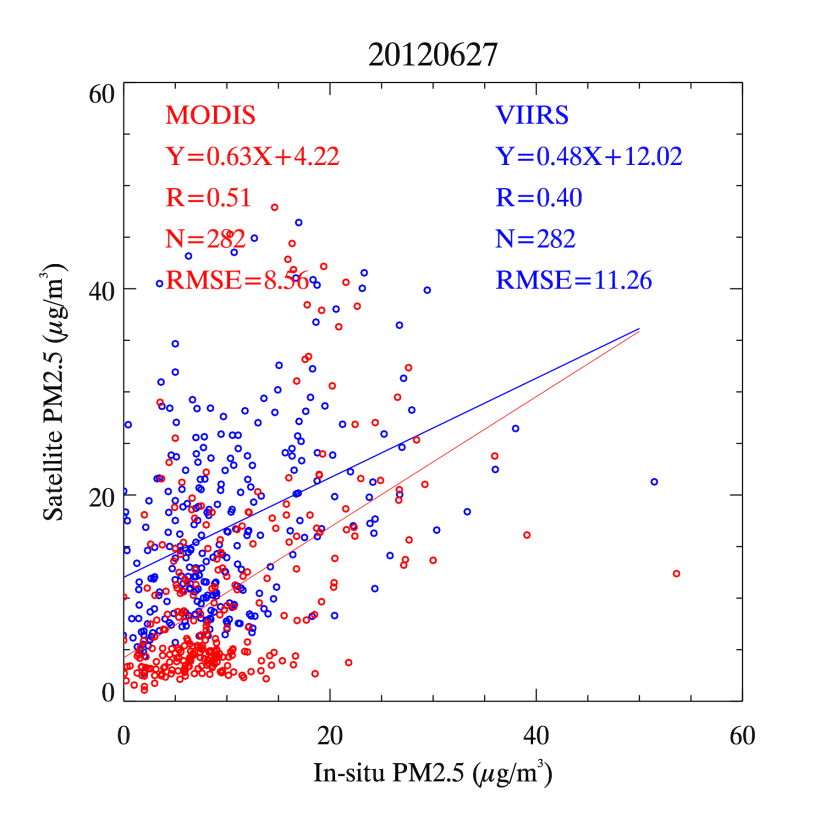 20120627
MODIS
Y=0.63X+4.22
R=0.51
N=282
RMSE=8.56
VIIRS
Y=0.48X+12.02
R=0.40
N=282
RMSE=11.26
60
40
20
0
Satellite PM2.5 (µg/m³)
0 20 40 60
In-situ PM2.5 (µg/m³)